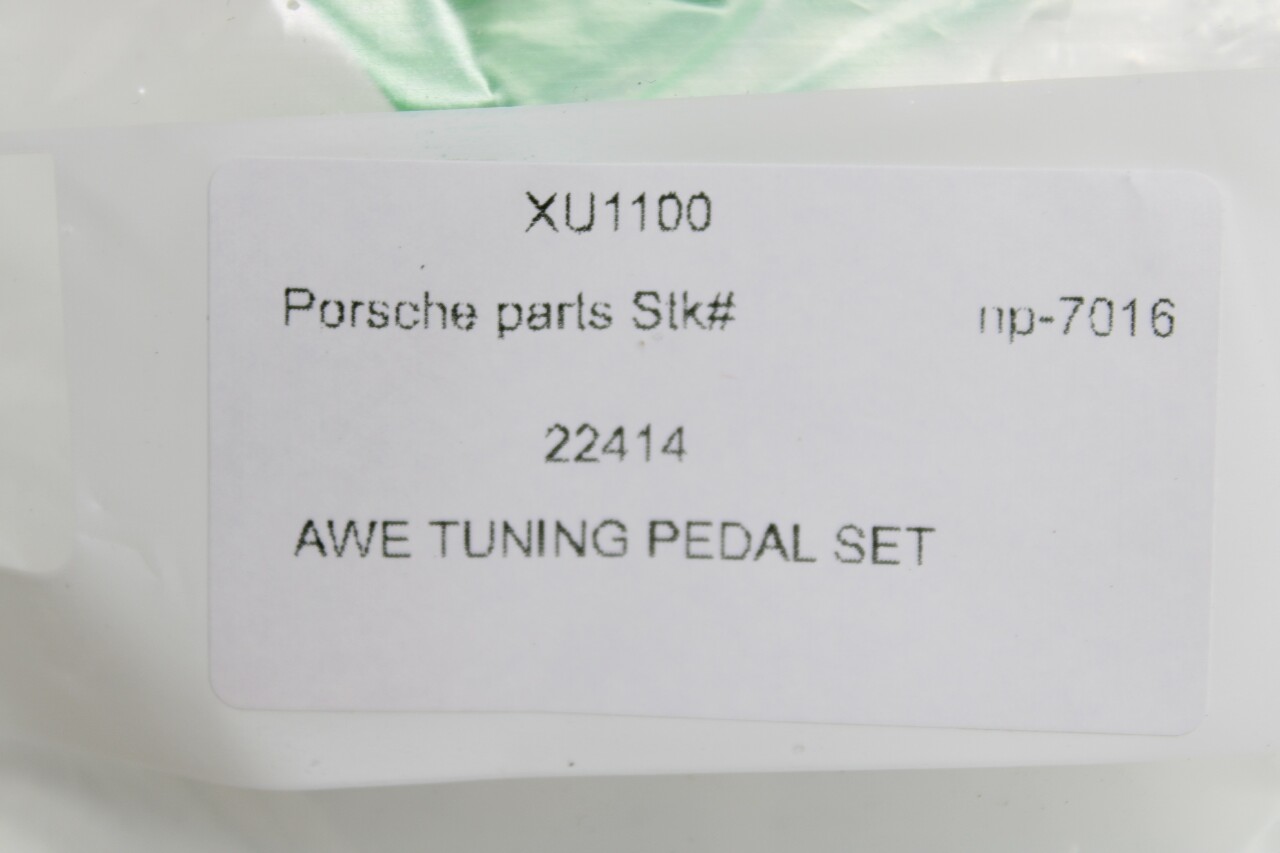 XU1100
Porsche parts Stk# np-7016
22414
AWE TUNING PEDAL SET